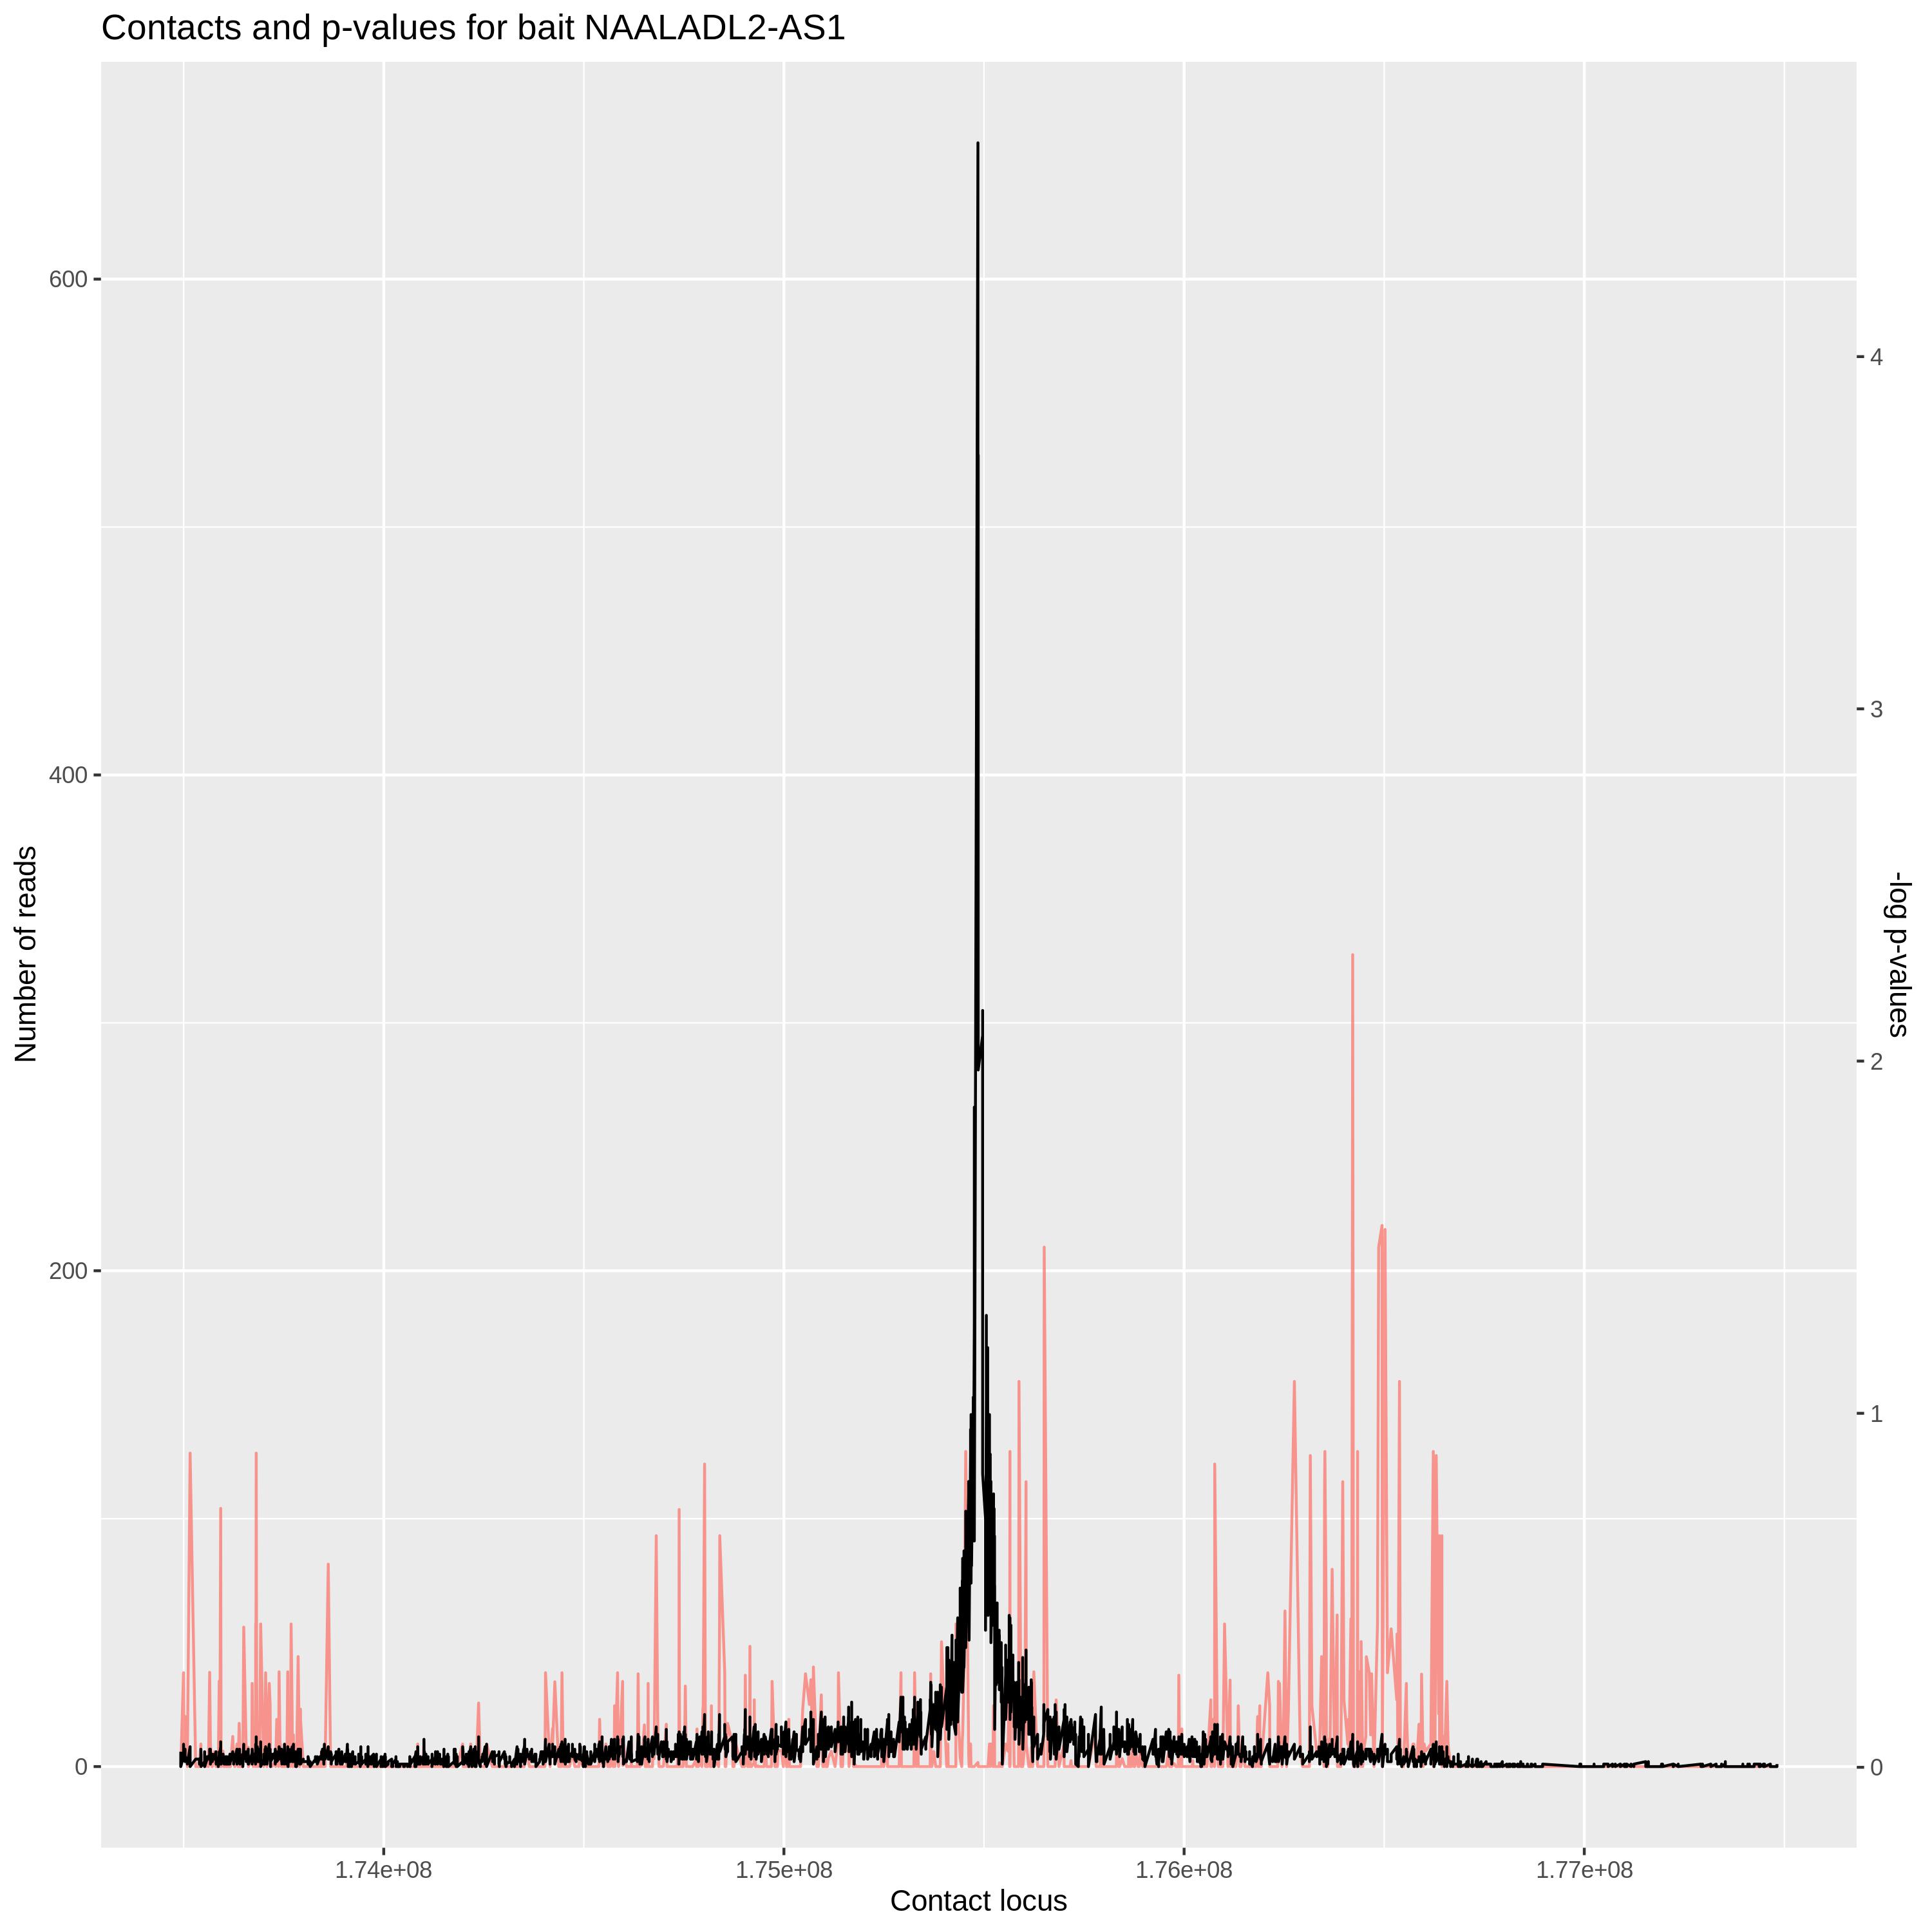 Contacts and p-values for bait NAALADL2-AS1
600
400
200
0
Number of reads
4
3
2
1
0
-log p-values
1.74e+08
1.75e+08
1.76e+08
1.77e+08
Contact locus